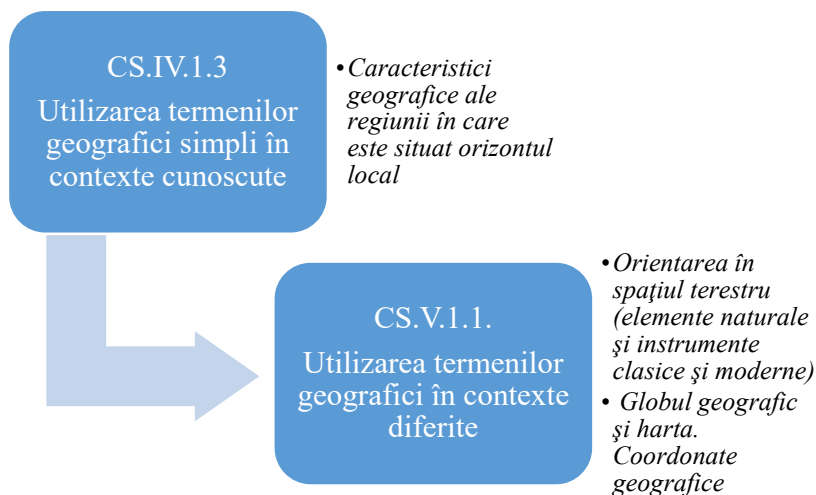 CS.IV.1.3
Utilizarea termenilor
geografici simpli în
contexte cunoscute
•Caracteristici
geografice ale
regiunii în care
este situat orizontul
local
CS.V.1.1.
Utilizarea termenilor
geografici în contexte
diferite
•Orientarea în
spaţiul terestru
(elemente naturale
şi instrumente
clasice şi moderne)
• Globul geografic
şi harta.
Coordonate
geografice